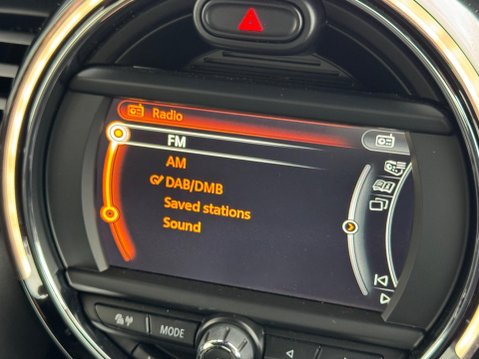 Radio
FM
AM
DAB/DMB
Saved stations
Sound
MODE